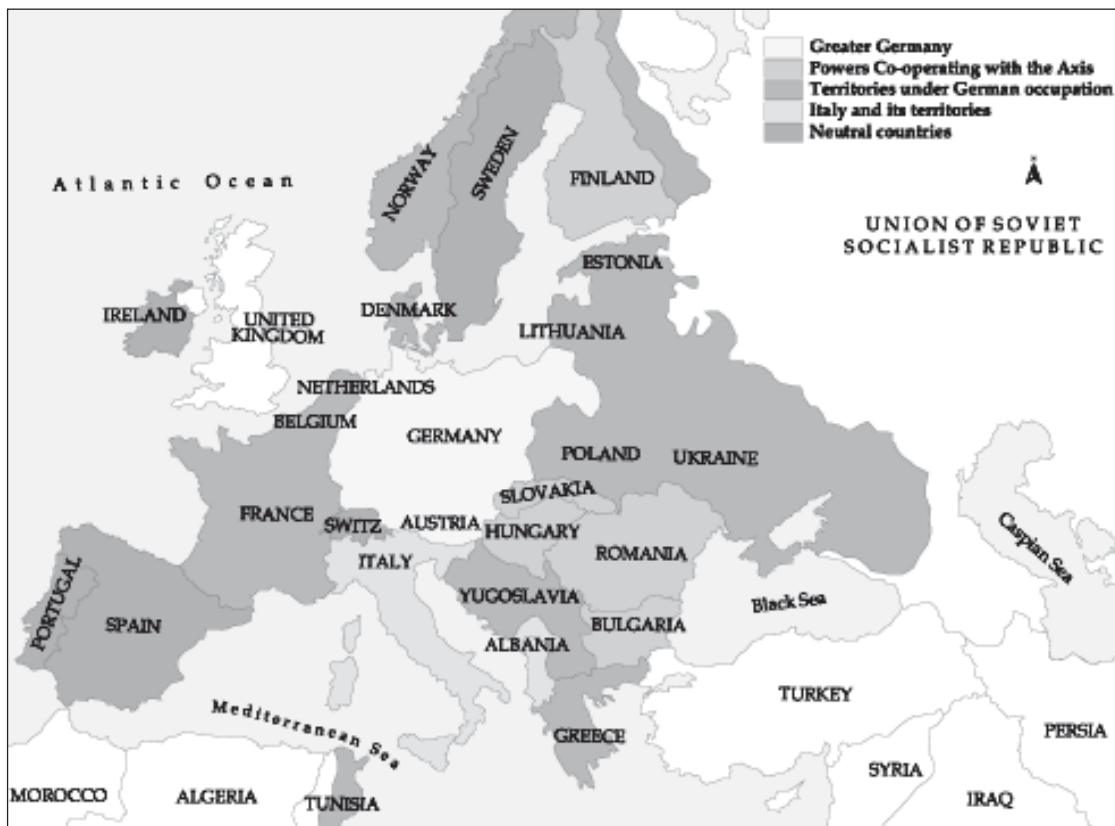 Greater Germany
Powers Co-operating with the Axis
Territories under German occupation
Italy and its territories
Neutral countries
Atlantic Ocean
NORWAY
SWEDEN
FINLAND
UNION OF SOVIET
SOCIALIST REPUBLIC
ESTONIA
IRELAND
UNITED
KINGDOM
DENMARK
LITHUANIA
NETHERLANDS
BELGIUM
GERMANY
POLAND
UKRAINE
SLOVAKIA
FRANCE
SWITZ
AUSTRIA
HUNGARY
ITALY
ROMANIA
Caspian Sea
PORTUGAL
SPAIN
YUGOSLAVIA
Black Sea
BULGARIA
ALBANIA
Mediterranean Sea
GREECE
TURKEY
PERSIA
SYRIA
IRAQ
MOROCCO
ALGERIA
TUNISIA